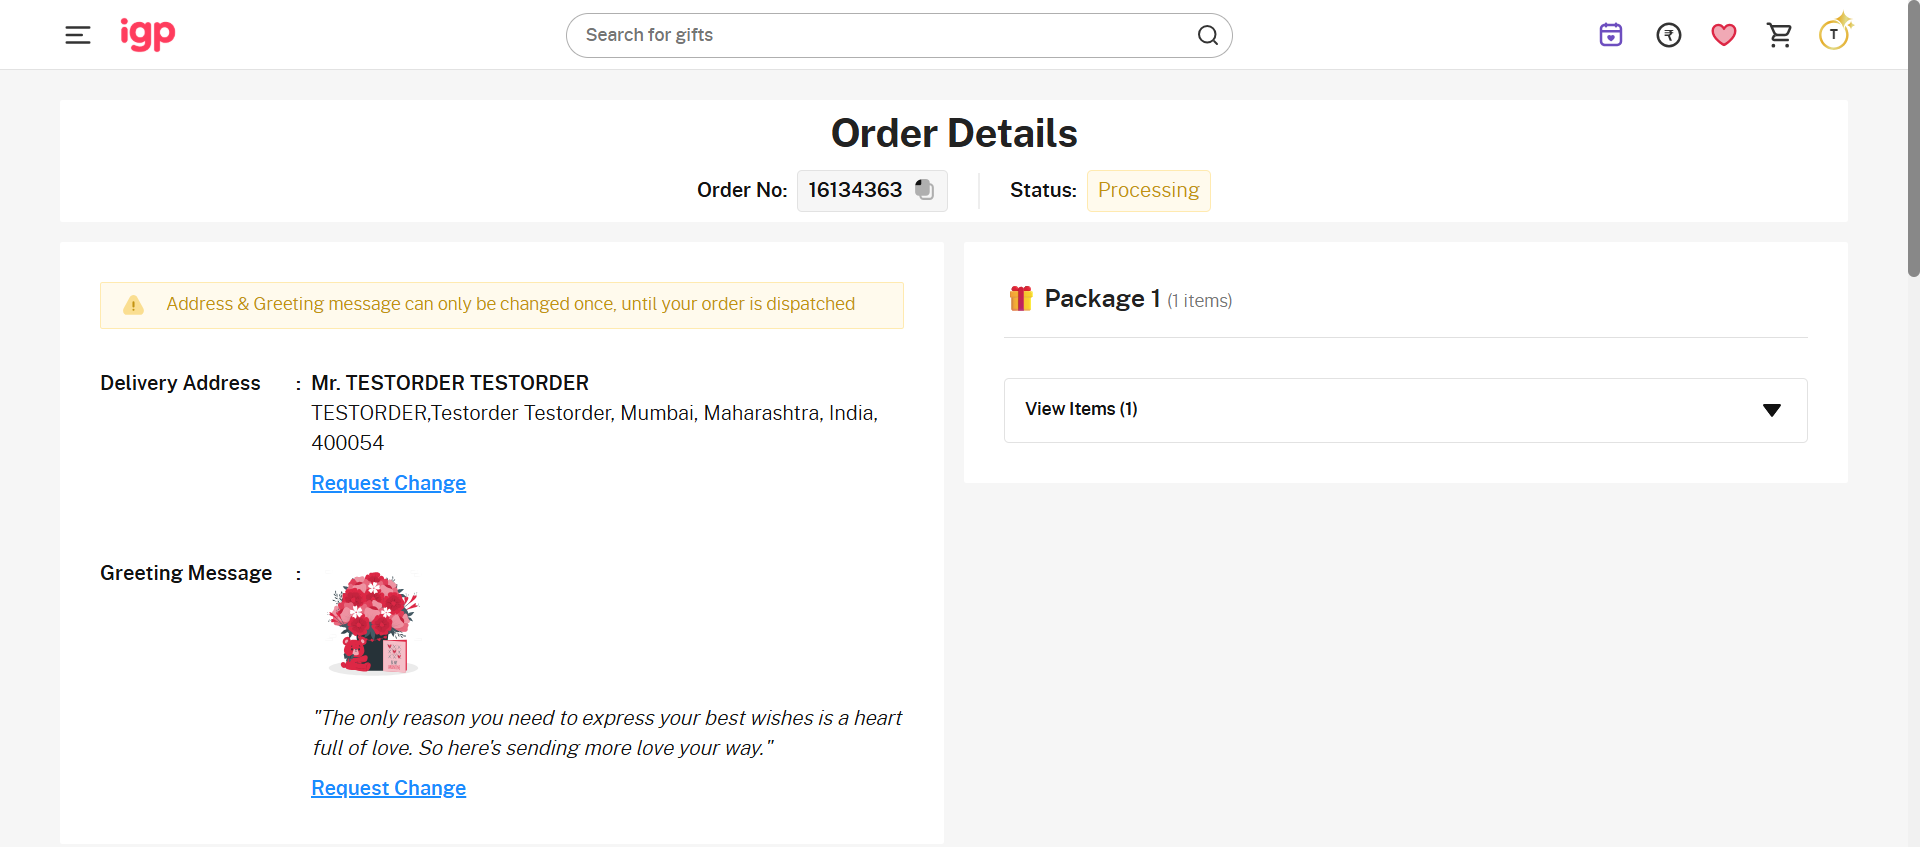 igp
Search for gifts
T
Order Details
Order No: 16134363
Status: Processing
Address & Greeting message can only be changed once, until your order is dispatched
Delivery Address : Mr. TESTORDER TESTORDER
TESTORDER,Testorder Testorder, Mumbai, Maharashtra, India,
400054
Request Change
Greeting Message :
"The only reason you need to express your best wishes is a heart
full of love. So here's sending more love your way."
Request Change
Package 1 (1 items)
View Items (1)